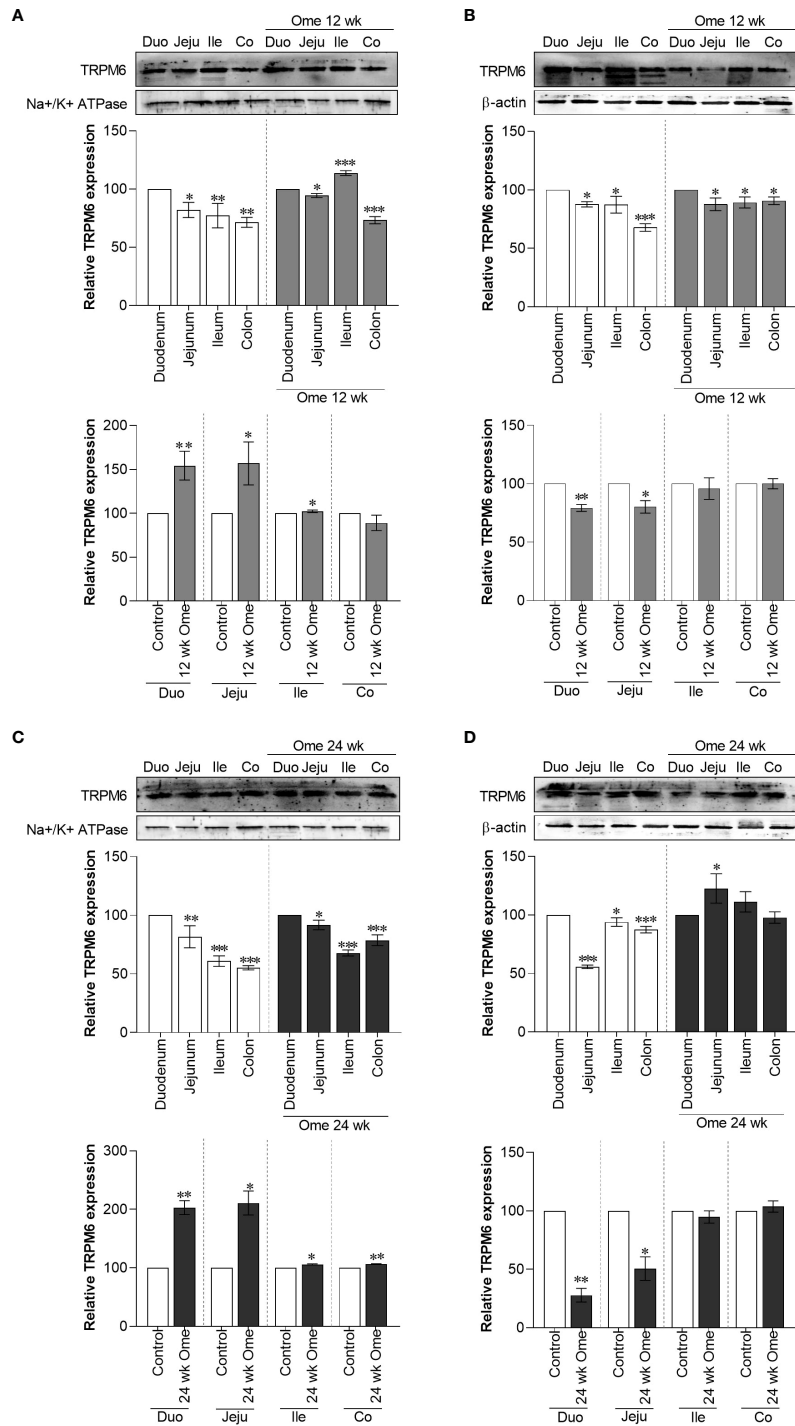 A
Ome 12 wk
Duo Jeju Ile Co Duo Jeju Ile Co
TRPM6
Na+/K+ ATPase
Relative TRPM6 expression
150
100
50
0
* ** ** * *** ***
Duodenum Jejunum Ileum Colon Duodenum Jejunum Ileum Colon
Ome 12 wk
Relative TRPM6 expression
200
150
100
50
0
** * *
Control 12 wk Ome Control 12 wk Ome Control 12 wk Ome Control 12 wk Ome
Duo Jeju Ile Co
B
Ome 12 wk
Duo Jeju Ile Co Duo Jeju Ile Co
TRPM6
β-actin
Relative TRPM6 expression
150
100
50
0
* * *** * * *
Duodenum Jejunum Ileum Colon Duodenum Jejunum Ileum Colon
Ome 12 wk
Relative TRPM6 expression
150
100
50
0
** *
Control 12 wk Ome Control 12 wk Ome Control 12 wk Ome Control 12 wk Ome
Duo Jeju Ile Co
C
Ome 24 wk
Duo Jeju Ile Co Duo Jeju Ile Co
TRPM6
Na+/K+ ATPase
Relative TRPM6 expression
150
100
50
0
** *** *** * *** ***
Duodenum Jejunum Ileum Colon Duodenum Jejunum Ileum Colon
Ome 24 wk
Relative TRPM6 expression
300
200
100
0
** * * **
Control 24 wk Ome Control 24 wk Ome Control 24 wk Ome Control 24 wk Ome
Duo Jeju Ile Co
D
Ome 24 wk
Duo Jeju Ile Co Duo Jeju Ile Co
TRPM6
β-actin
Relative TRPM6 expression
150
100
50
0
*** * *** *
Duodenum Jejunum Ileum Colon Duodenum Jejunum Ileum Colon
Ome 24 wk
Relative TRPM6 expression
150
100
50
0
** *
Control 24 wk Ome Control 24 wk Ome Control 24 wk Ome Control 24 wk Ome
Duo Jeju Ile Co